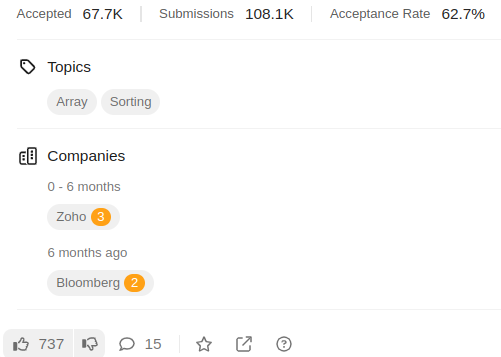 Accepted 67.7K Submissions 108.1K Acceptance Rate 62.7%
Topics
Array Sorting
Companies
0 - 6 months
Zoho 3
6 months ago
Bloomberg 2
737 15